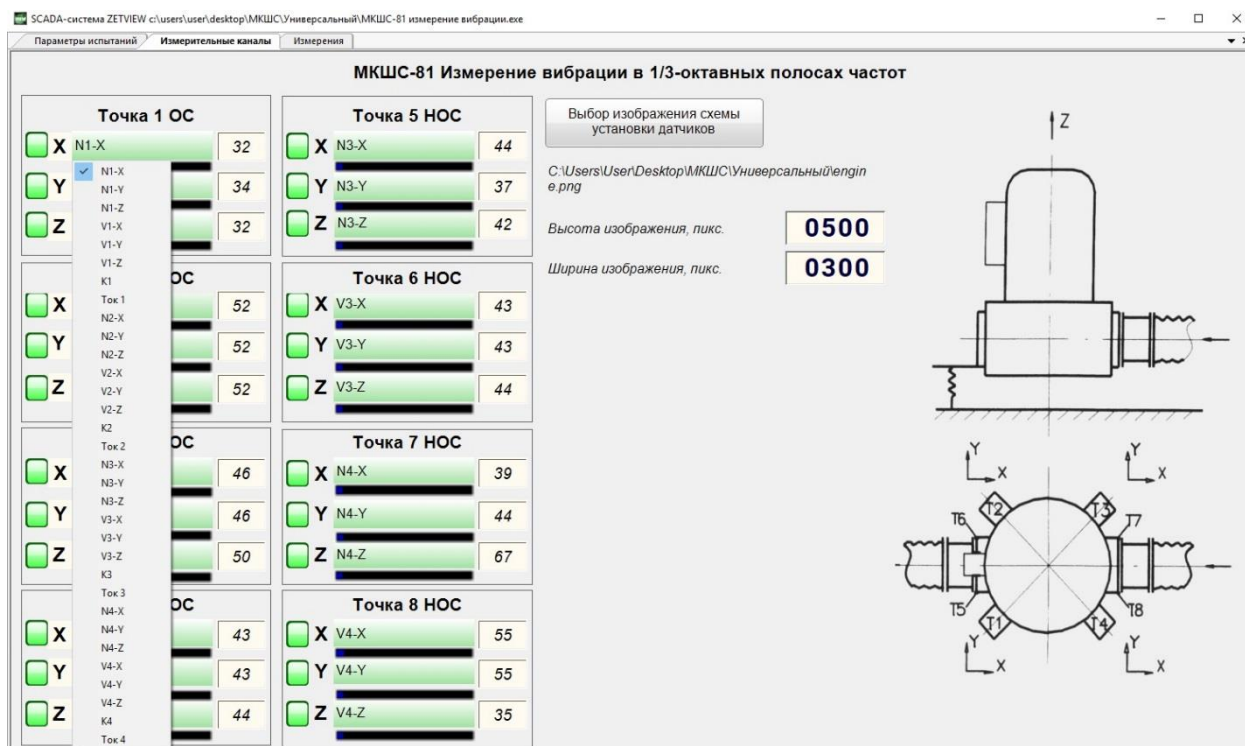 SCADA-система ZETVIEW c:\users\user\desktop\МКШС\Универсальный\МКШС-81 измерение вибрации.exe
Параметры испытаний Измерительные каналы Измерения
МКШС-81 Измерение вибрации в 1/3-октавных полосах частот
Точка 1 ОС
X N1-X 32
Y 34
Z 32
N1-X
N1-Y
N1-Z
V1-X
V1-Y
V1-Z
K1
Ток 1
N2-X
N2-Y
N2-Z
V2-X
V2-Y
V2-Z
K2
Ток 2
N3-X
N3-Y
N3-Z
V3-X
V3-Y
V3-Z
K3
Ток 3
N4-X
N4-Y
N4-Z
V4-X
V4-Y
V4-Z
K4
Ток 4
ОС
X 52
Y 52
Z 52
ОС
X 46
Y 46
Z 50
ОС
X 43
Y 43
Z 44
Точка 5 НОС
X N3-X 44
Y N3-Y 37
Z N3-Z 42
Точка 6 НОС
X V3-X 43
Y V3-Y 43
Z V3-Z 44
Точка 7 НОС
X N4-X 39
Y N4-Y 44
Z N4-Z 67
Точка 8 НОС
X V4-X 55
Y V4-Y 55
Z V4-Z 35
Выбор изображения схемы
установки датчиков
C:\Users\User\Desktop\МКШС\Универсальный\engin
e.png
Высота изображения, пикс. 0500
Ширина изображения, пикс. 0300
Z
Y Y
X X
T2 T3
T6 T7
T5 T8
T1 T4
Y Y
X X